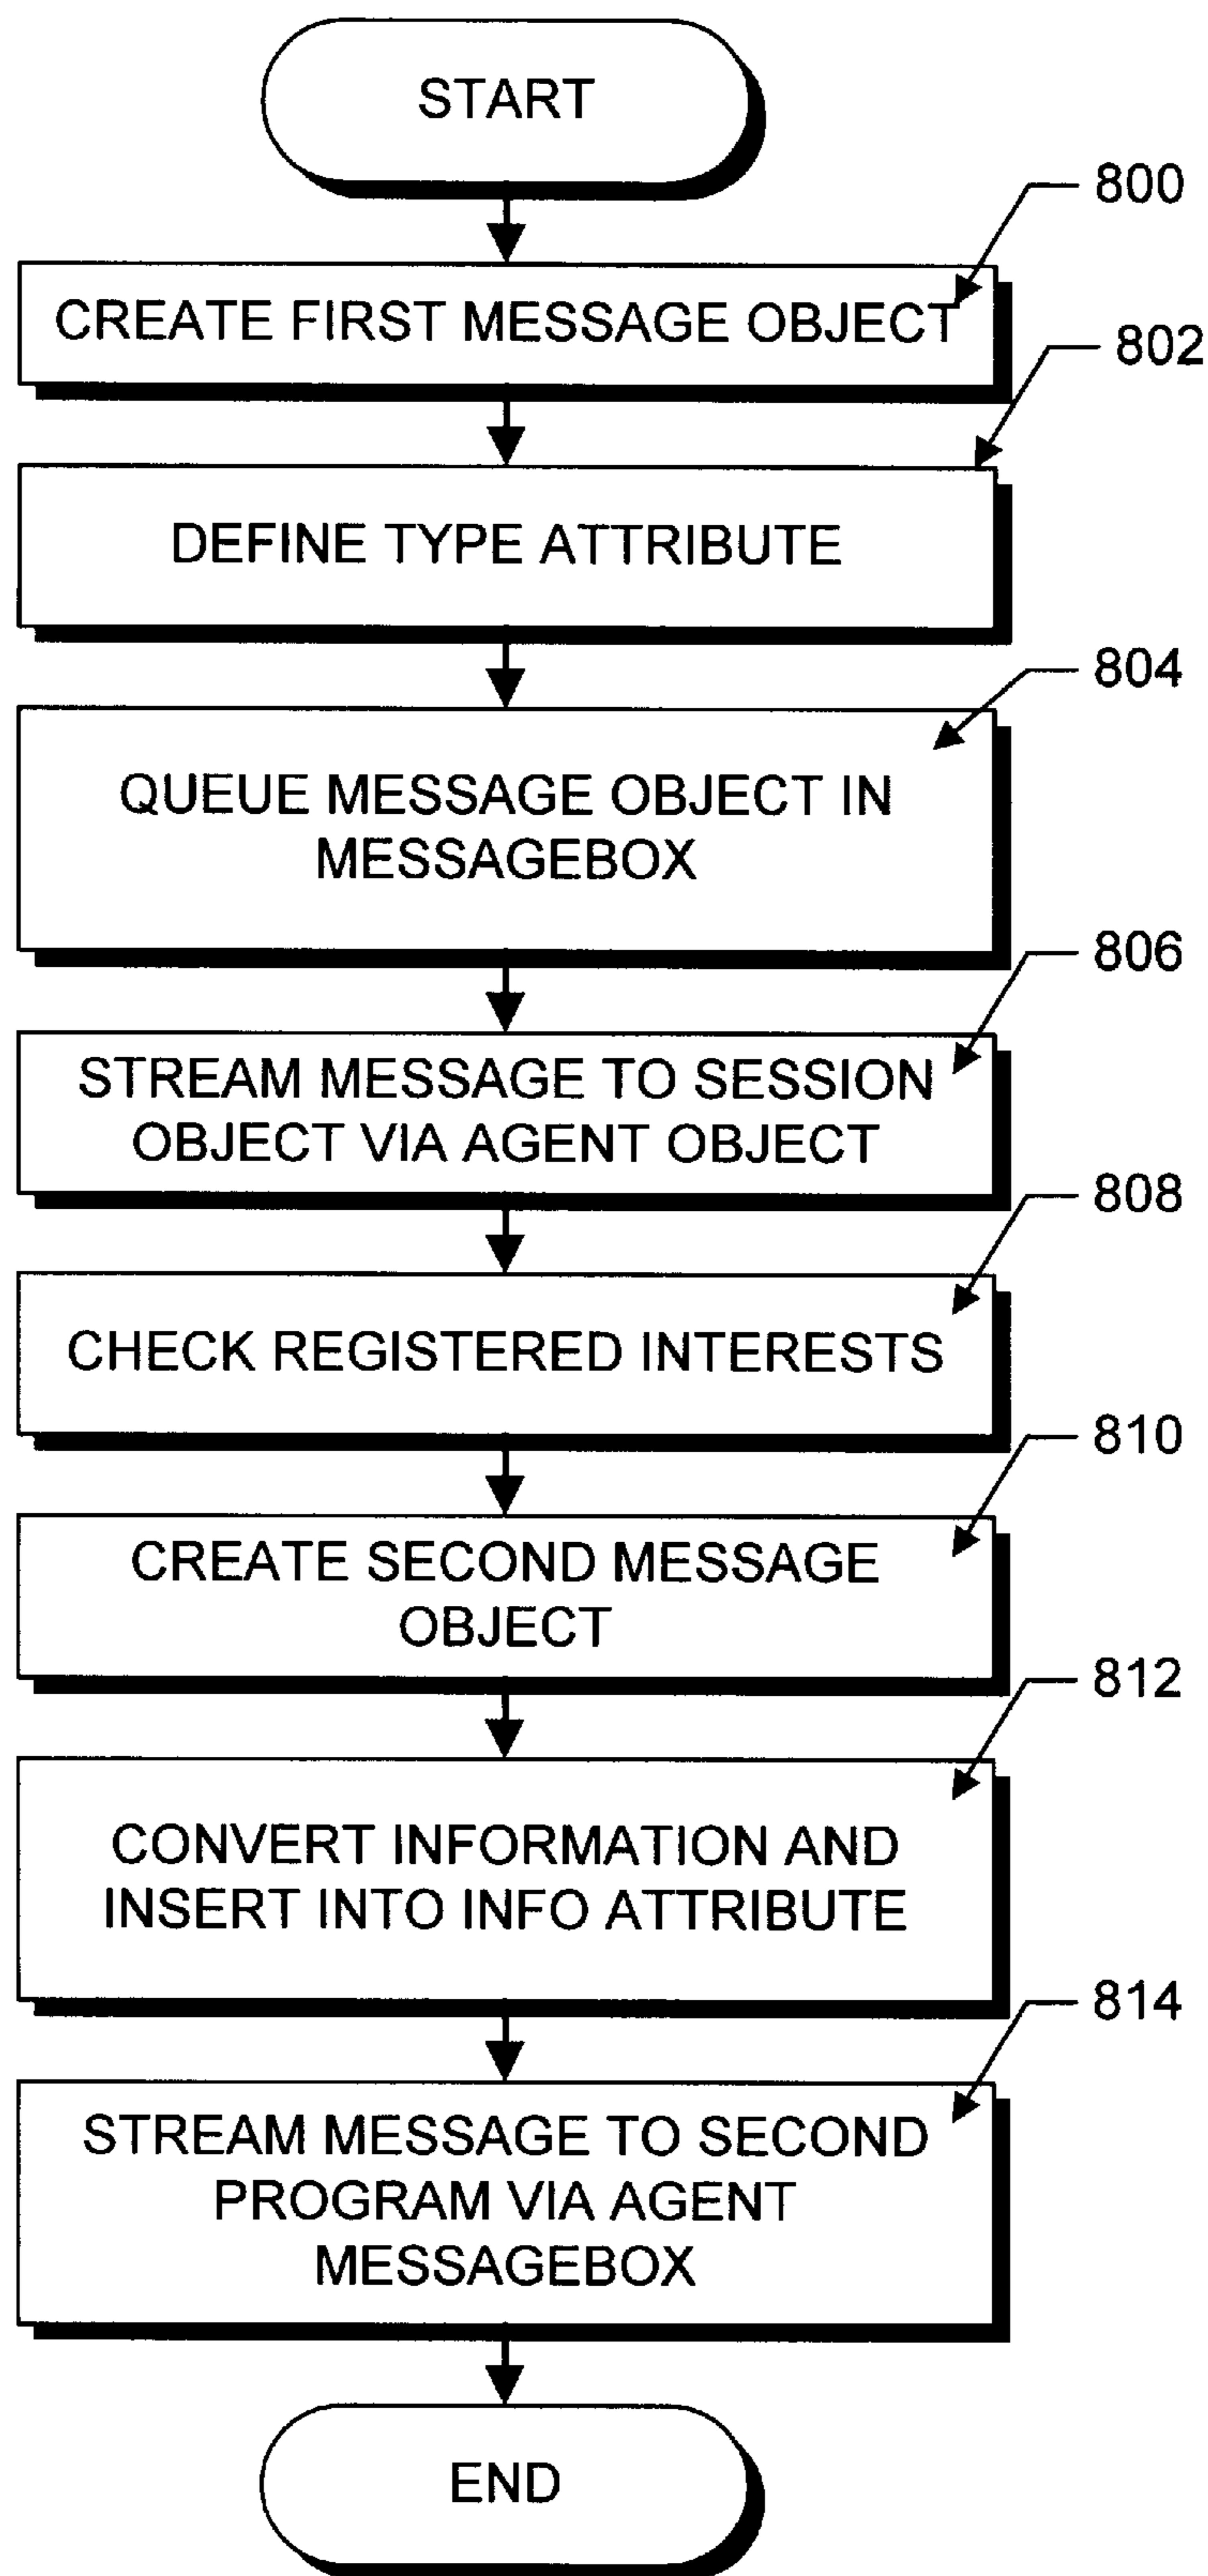 START
800
CREATE FIRST MESSAGE OBJECT
802
DEFINE TYPE ATTRIBUTE
804
QUEUE MESSAGE OBJECT IN
MESSAGEBOX
806
STREAM MESSAGE TO SESSION
OBJECT VIA AGENT OBJECT
808
CHECK REGISTERED INTERESTS
810
CREATE SECOND MESSAGE
OBJECT
812
CONVERT INFORMATION AND
INSERT INTO INFO ATTRIBUTE
814
STREAM MESSAGE TO SECOND
PROGRAM VIA AGENT
MESSAGEBOX
END